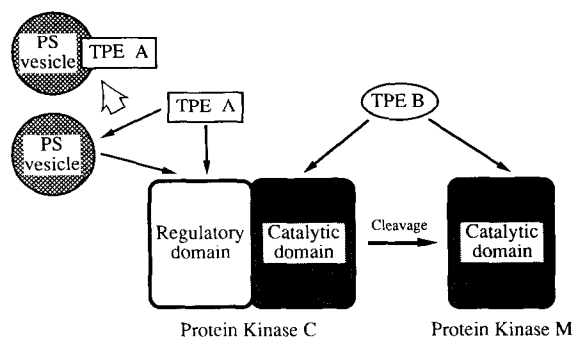 PS
vesicle
TPE A
TPE A
TPE B
PS
vesicle
Regulatory
domain
Catalytic
domain
Cleavage
Catalytic
domain
Protein Kinase C
Protein Kinase M